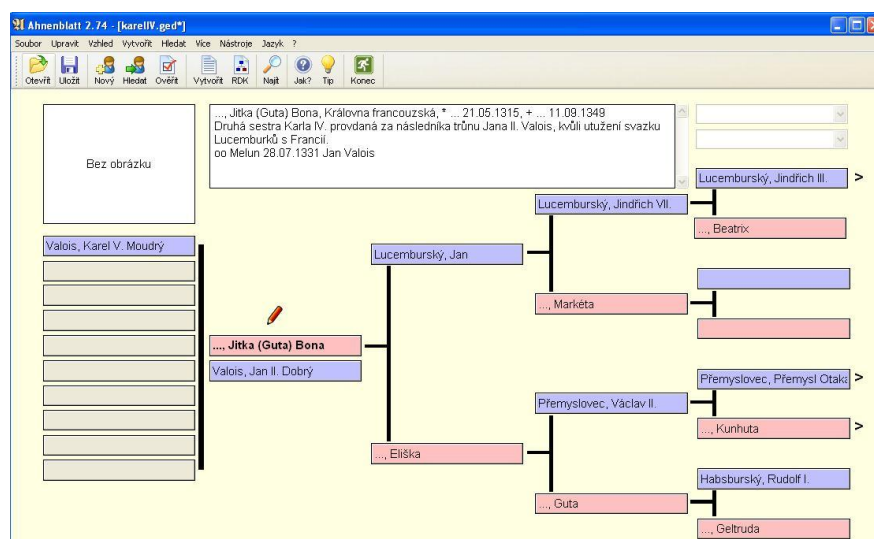 Ahnenblatt 2.74 - [karelIV.ged*]
Soubor Upravit Vzhled Vytvořit Hledat Více Nástroje Jazyk ?
Otevřít Uložit Nový Hledat Ověřit Vytvořit RDK Najít Jak? Tip Konec
Bez obrázku
..., Jitka (Guta) Bona, Královna francouzská, * ... 21.05.1315, + ... 11.09.1349
Druhá sestra Karla IV. provdaná za následníka trůnu Jana II. Valois, kvůli utužení svazku
Lucemburků s Francií.
oo Melun 28.07.1331 Jan Valois
Lucemburský, Jindřich III. >
Lucemburský, Jindřich VII.
..., Beatrix
Valois, Karel V. Moudrý
Lucemburský, Jan
..., Markéta
..., Jitka (Guta) Bona
Valois, Jan II. Dobrý
Přemyslovec, Přemysl Otaka >
Přemyslovec, Václav II.
..., Kunhuta >
..., Eliška
Habsburský, Rudolf I.
..., Guta
..., Geltruda